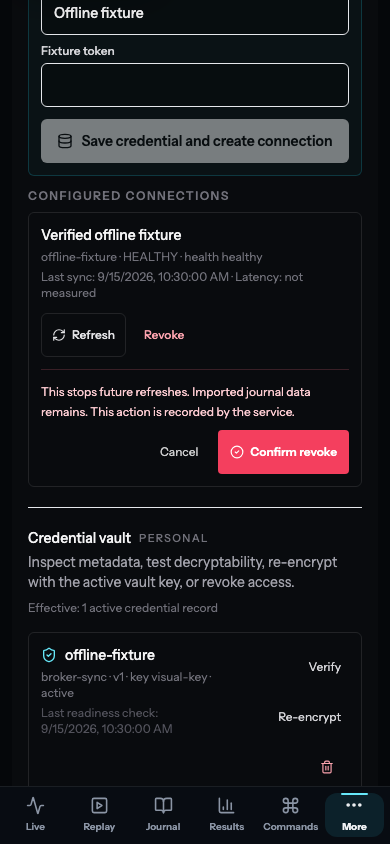 Offline fixture
Fixture token
Save credential and create connection
CONFIGURED CONNECTIONS
Verified offline fixture
offline-fixture · HEALTHY · health healthy
Last sync: 9/15/2026, 10:30:00 AM · Latency: not
measured
Refresh Revoke
This stops future refreshes. Imported journal data
remains. This action is recorded by the service.
Cancel Confirm revoke
Credential vault PERSONAL
Inspect metadata, test decryptability, re-encrypt
with the active vault key, or revoke access.
Effective: 1 active credential record
offline-fixture
Verify
broker-sync · v1 · key visual-key ·
active
Last readiness check:
9/15/2026, 10:30:00 AM
Re-encrypt
Live Replay Journal Results Commands More